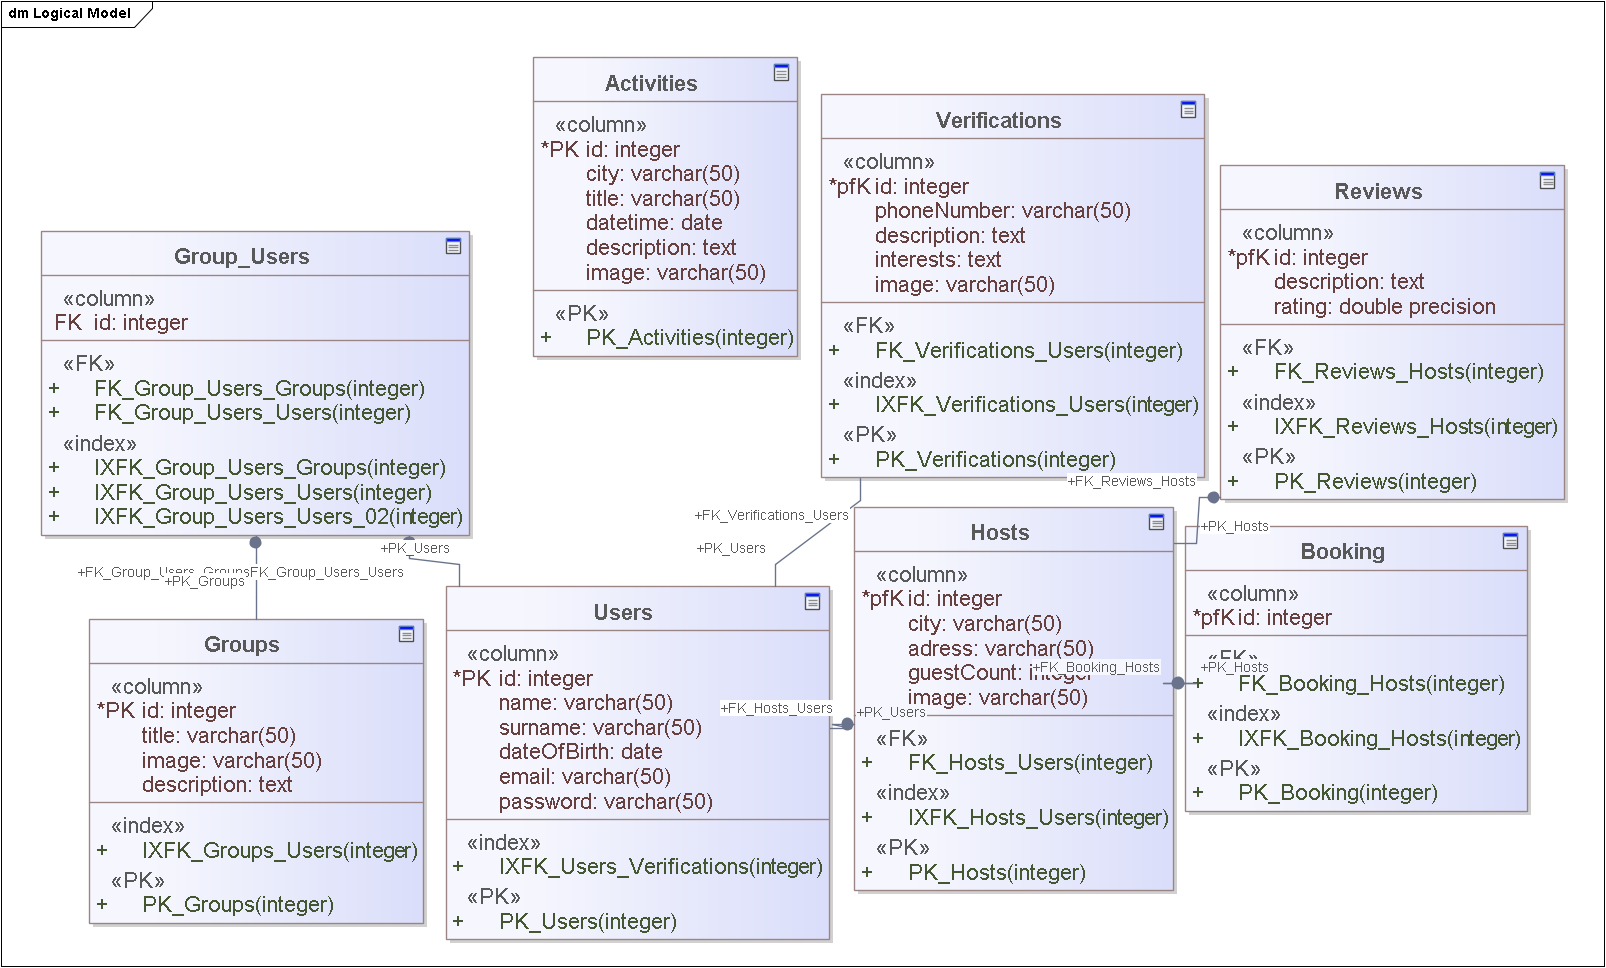 dm Logical Model
Activities
«column»
*PK id: integer
city: varchar(50)
title: varchar(50)
datetime: date
description: text
image: varchar(50)
«PK»
+ PK_Activities(integer)
Verifications
«column»
*pfK id: integer
phoneNumber: varchar(50)
description: text
interests: text
image: varchar(50)
«FK»
+ FK_Verifications_Users(integer)
«index»
+ IXFK_Verifications_Users(integer)
«PK»
+ PK_Verifications(integer)
Reviews
«column»
*pfK id: integer
description: text
rating: double precision
«FK»
+ FK_Reviews_Hosts(integer)
«index»
+ IXFK_Reviews_Hosts(integer)
«PK»
+ PK_Reviews(integer)
Group_Users
«column»
FK id: integer
«FK»
+ FK_Group_Users_Groups(integer)
+ FK_Group_Users_Users(integer)
«index»
+ IXFK_Group_Users_Groups(integer)
+ IXFK_Group_Users_Users(integer)
+ IXFK_Group_Users_Users_02(integer)
+FK_Reviews_Hosts
+PK_Hosts
+FK_Verifications_Users
+PK_Users
+PK_Users
+FK_Group_Users_Groups
FK_Group_Users_Users
+PK_Groups
Groups
«column»
*PK id: integer
title: varchar(50)
image: varchar(50)
description: text
«index»
+ IXFK_Groups_Users(integer)
«PK»
+ PK_Groups(integer)
Users
«column»
*PK id: integer
name: varchar(50)
surname: varchar(50)
dateOfBirth: date
email: varchar(50)
password: varchar(50)
«index»
+ IXFK_Users_Verifications(integer)
«PK»
+ PK_Users(integer)
+FK_Hosts_Users
+PK_Users
Hosts
«column»
*pfK id: integer
city: varchar(50)
adress: varchar(50)
guestCount: integer
image: varchar(50)
«FK»
+ FK_Hosts_Users(integer)
«index»
+ IXFK_Hosts_Users(integer)
«PK»
+ PK_Hosts(integer)
+FK_Booking_Hosts
+PK_Hosts
Booking
«column»
*pfK id: integer
«FK»
+ FK_Booking_Hosts(integer)
«index»
+ IXFK_Booking_Hosts(integer)
«PK»
+ PK_Booking(integer)